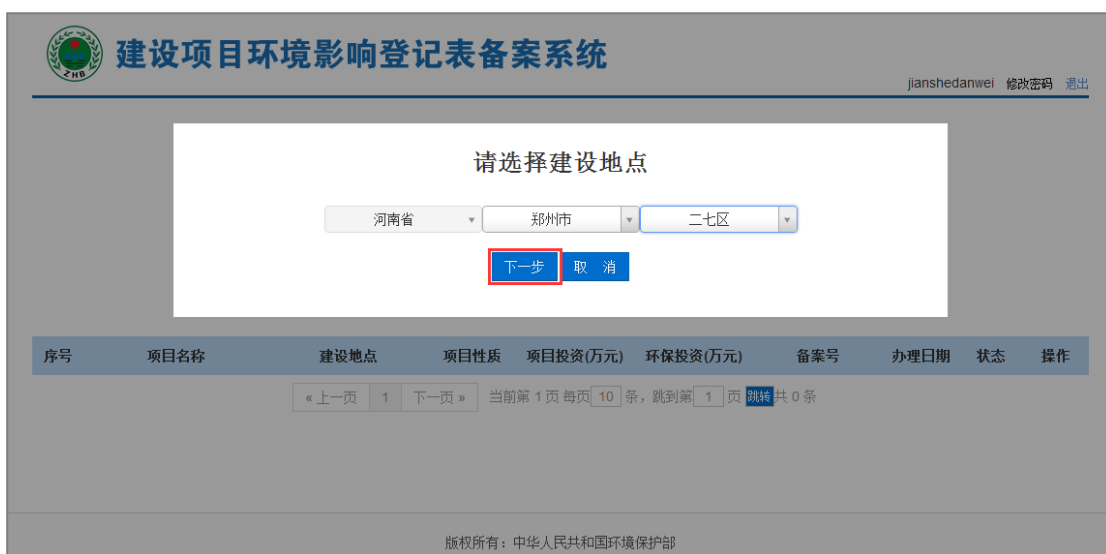 建设项目环境影响登记表备案系统
ZHB
jianshedanwei 修改密码 退出
请选择建设地点
河南省 郑州市 二七区
下一步 取 消
序号 项目名称 建设地点 项目性质 项目投资(万元) 环保投资(万元) 备案号 办理日期 状态 操作
«上一页 1 下一页» 当前第 1 页 每页 10 条，跳到第 1 页 跳转 共 0 条
版权所有：中华人民共和国环境保护部